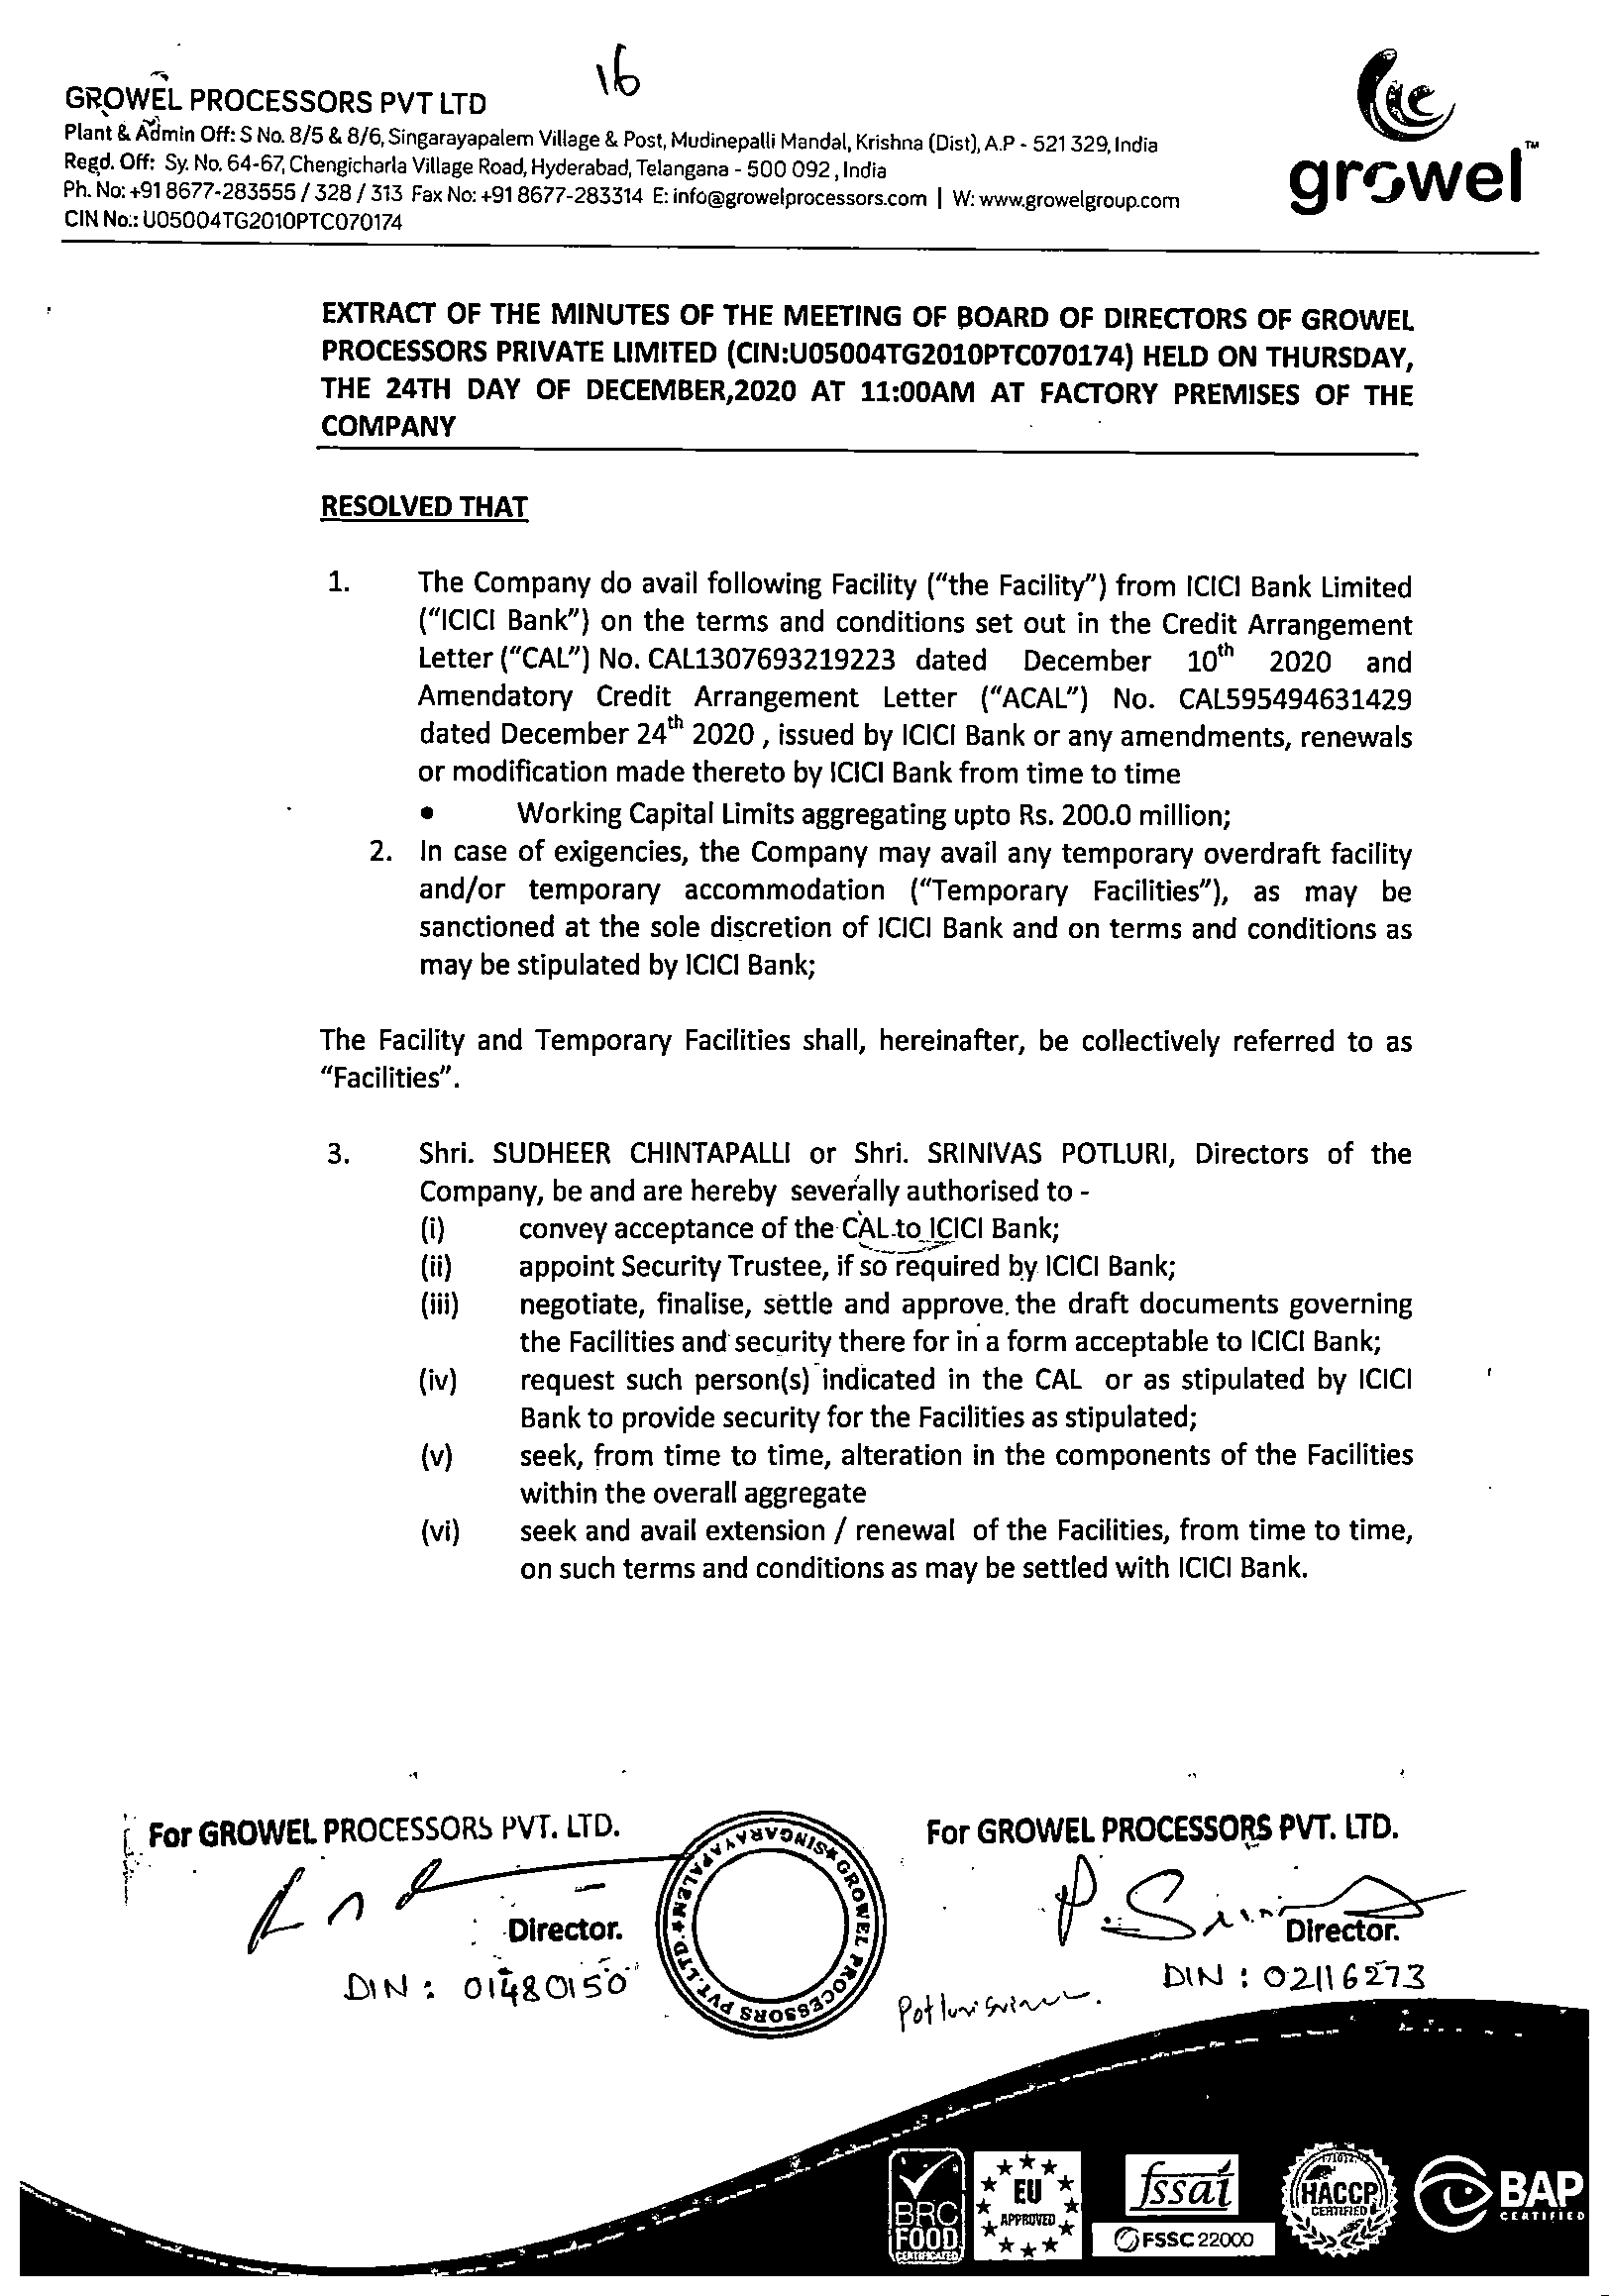 16
GROWEL PROCESSORS PVT LTD
Plant & Admin Off: S No. 8/5 & 8/6, Singarayapalem Village & Post, Mudinepalli Mandal, Krishna (Dist), A.P - 521 329, India
Regd. Off: Sy. No. 64-67, Chengicharla Village Road, Hyderabad, Telangana - 500 092, India
Ph. No: +91 8677-283555 / 328 / 313 Fax No: +91 8677-283314 E: info@growelprocessors.com | W: www.growelgroup.com
CIN No.: U05004TG2010PTC070174
growel™
EXTRACT OF THE MINUTES OF THE MEETING OF BOARD OF DIRECTORS OF GROWEL
PROCESSORS PRIVATE LIMITED (CIN:U05004TG2010PTC070174) HELD ON THURSDAY,
THE 24TH DAY OF DECEMBER,2020 AT 11:00AM AT FACTORY PREMISES OF THE
COMPANY
RESOLVED THAT
1. The Company do avail following Facility (“the Facility”) from ICICI Bank Limited
(“ICICI Bank”) on the terms and conditions set out in the Credit Arrangement
Letter (“CAL”) No. CAL1307693219223 dated December 10th 2020 and
Amendatory Credit Arrangement Letter (“ACAL”) No. CAL595494631429
dated December 24th 2020 , issued by ICICI Bank or any amendments, renewals
or modification made thereto by ICICI Bank from time to time
• Working Capital Limits aggregating upto Rs. 200.0 million;
2. In case of exigencies, the Company may avail any temporary overdraft facility
and/or temporary accommodation (“Temporary Facilities”), as may be
sanctioned at the sole discretion of ICICI Bank and on terms and conditions as
may be stipulated by ICICI Bank;
The Facility and Temporary Facilities shall, hereinafter, be collectively referred to as
“Facilities”.
3. Shri. SUDHEER CHINTAPALLI or Shri. SRINIVAS POTLURI, Directors of the
Company, be and are hereby severally authorised to -
(i) convey acceptance of the CAL to ICICI Bank;
(ii) appoint Security Trustee, if so required by ICICI Bank;
(iii) negotiate, finalise, settle and approve the draft documents governing
the Facilities and security there for in a form acceptable to ICICI Bank;
(iv) request such person(s) indicated in the CAL or as stipulated by ICICI
Bank to provide security for the Facilities as stipulated;
(v) seek, from time to time, alteration in the components of the Facilities
within the overall aggregate
(vi) seek and avail extension / renewal of the Facilities, from time to time,
on such terms and conditions as may be settled with ICICI Bank.
For GROWEL PROCESSORS PVT. LTD.
Director.
DIN : 01480150
GROWEL PROCESSORS PVT. LTD. * SINGARAYAPALEM *
For GROWEL PROCESSORS PVT. LTD.
P. Srini
Director.
DIN : 02116273
BRC
FOOD
CERTIFICATED
EU
APPROVED
fssai
FSSC 22000
HACCP
CERTIFIED
BAP
CERTIFIED